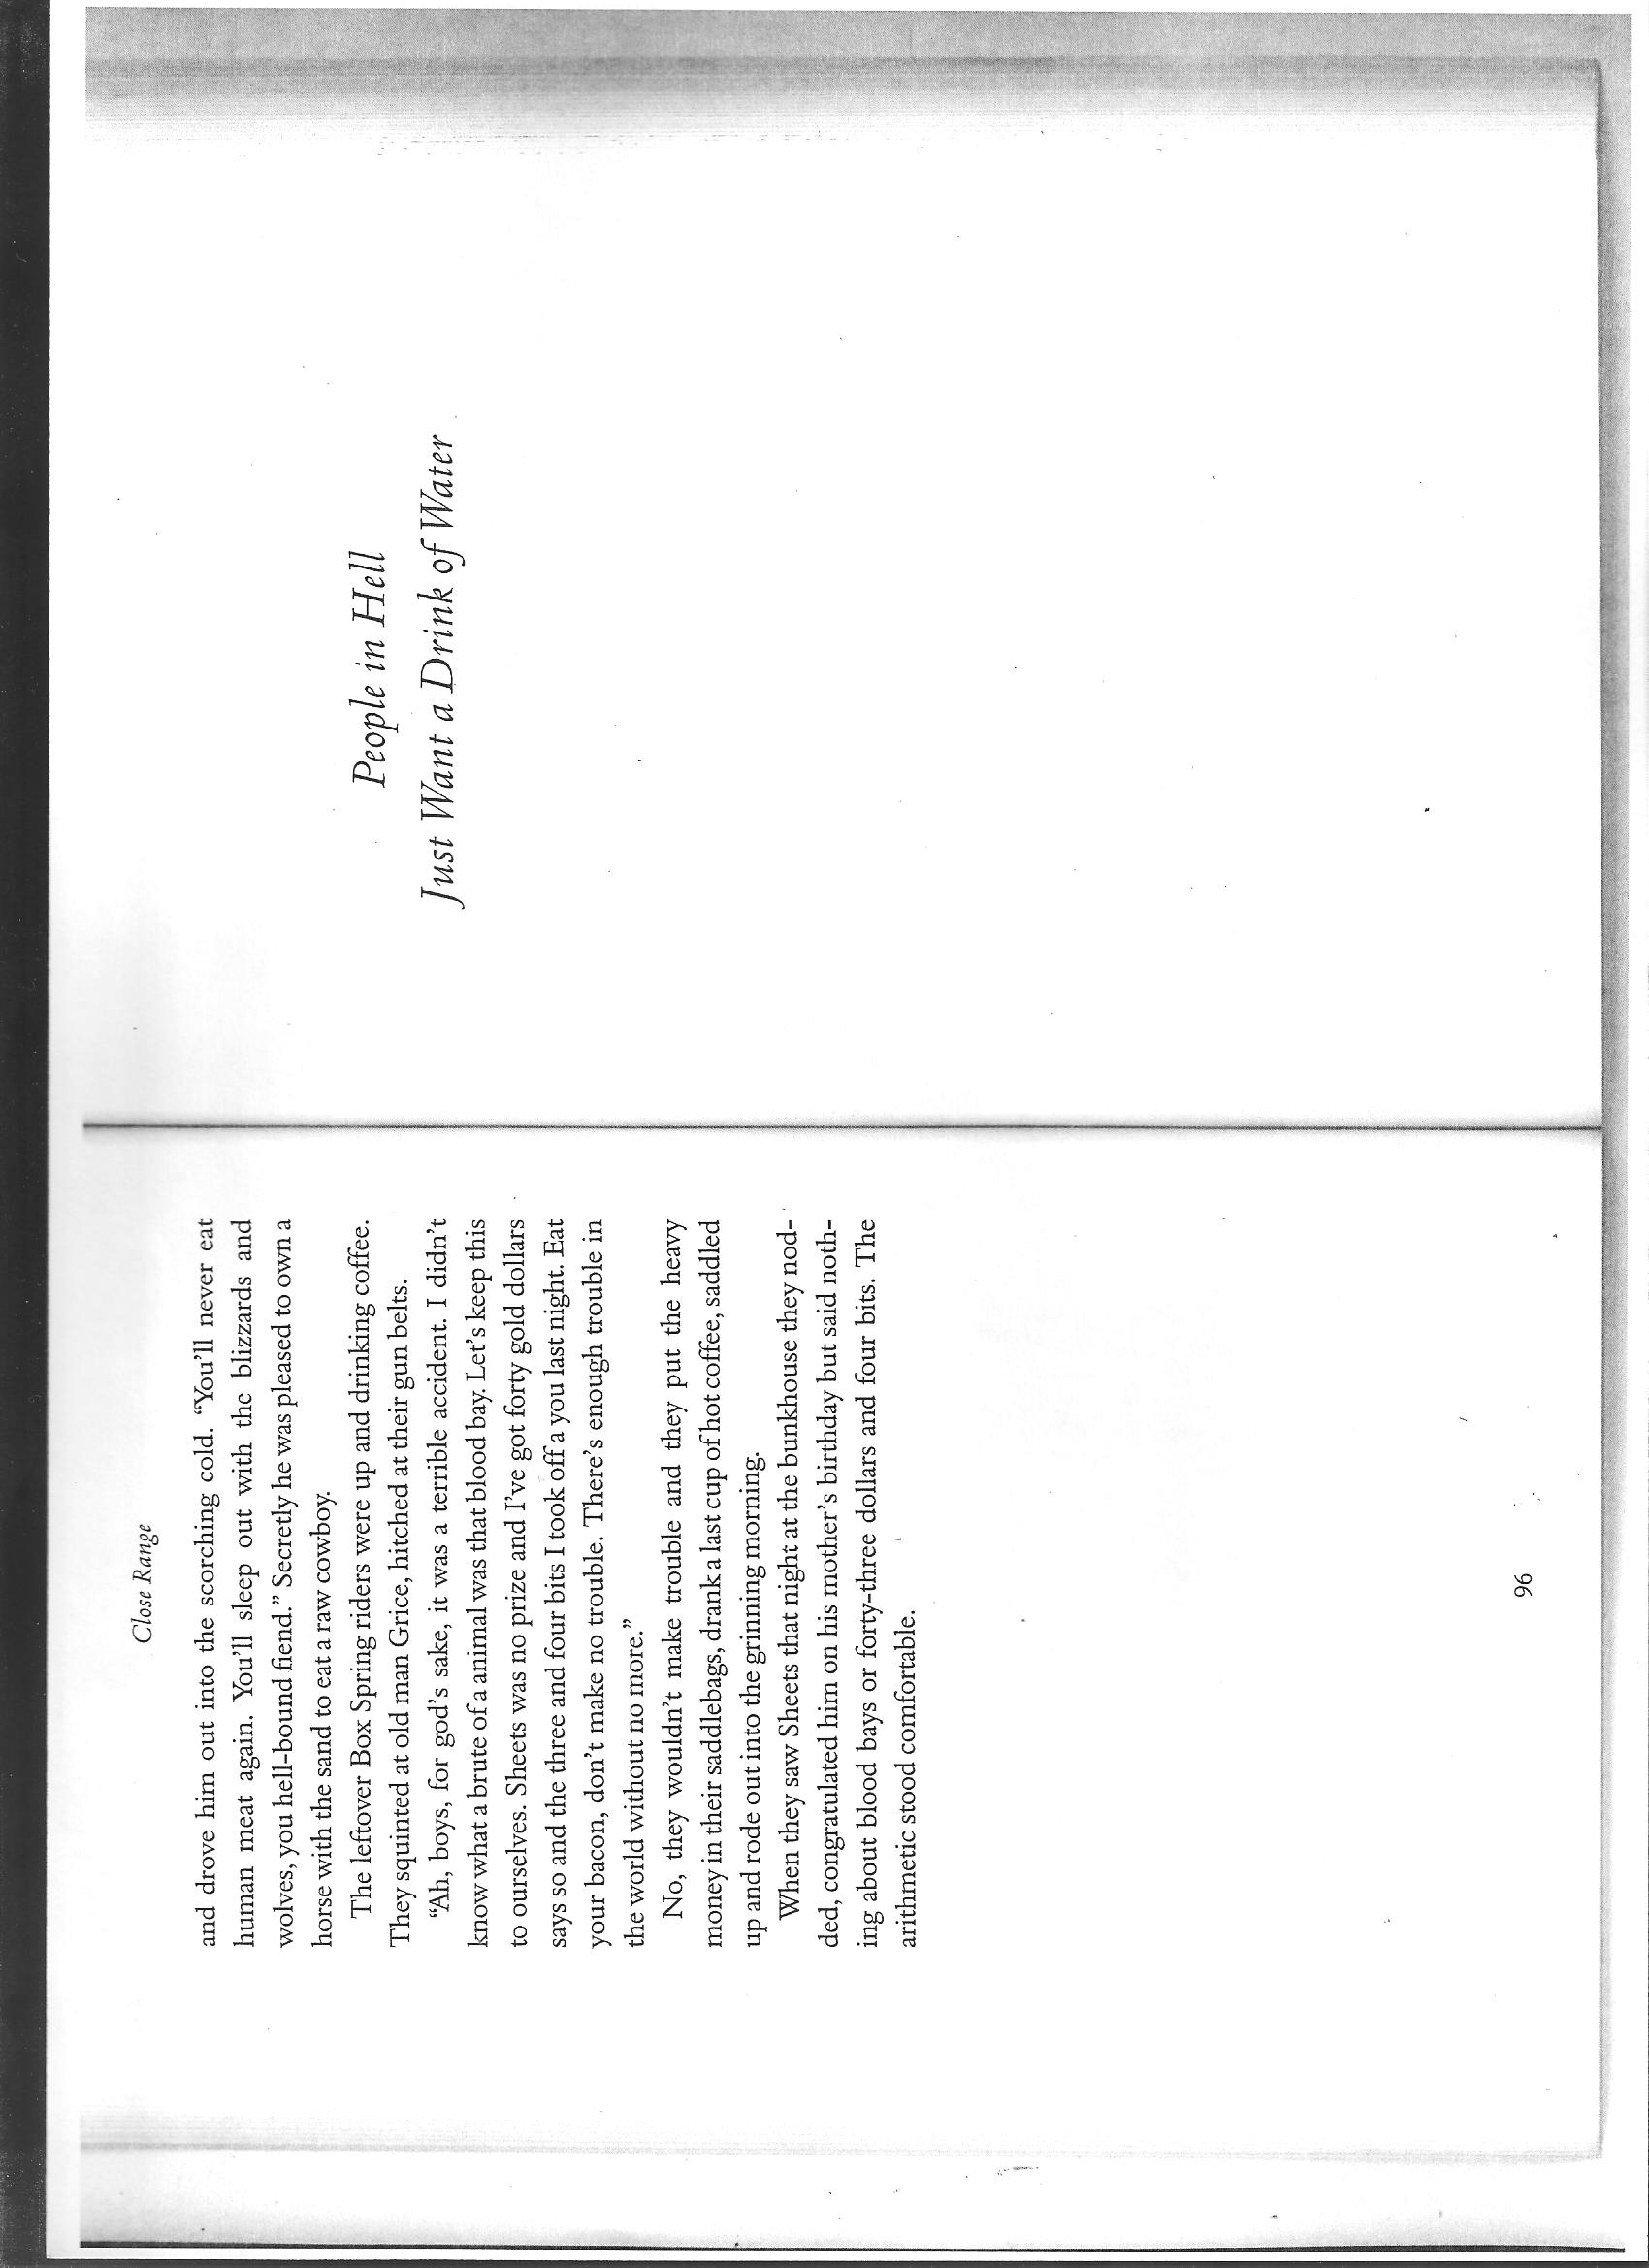 Close Range
and drove him out into the scorching cold. “You’ll never eat
human meat again. You’ll sleep out with the blizzards and
wolves, you hell-bound fiend.” Secretly he was pleased to own a
horse with the sand to eat a raw cowboy.
The leftover Box Spring riders were up and drinking coffee.
They squinted at old man Grice, hitched at their gun belts.
“Ah, boys, for god’s sake, it was a terrible accident. I didn’t
know what a brute of a animal was that blood bay. Let’s keep this
to ourselves. Sheets was no prize and I’ve got forty gold dollars
says so and the three and four bits I took off a you last night. Eat
your bacon, don’t make no trouble. There’s enough trouble in
the world without no more.”
No, they wouldn’t make trouble and they put the heavy
money in their saddlebags, drank a last cup of hot coffee, saddled
up and rode out into the grinning morning.
When they saw Sheets that night at the bunkhouse they nod-
ded, congratulated him on his mother’s birthday but said noth-
ing about blood bays or forty-three dollars and four bits. The
arithmetic stood comfortable.
96
People in Hell
Just Want a Drink of Water